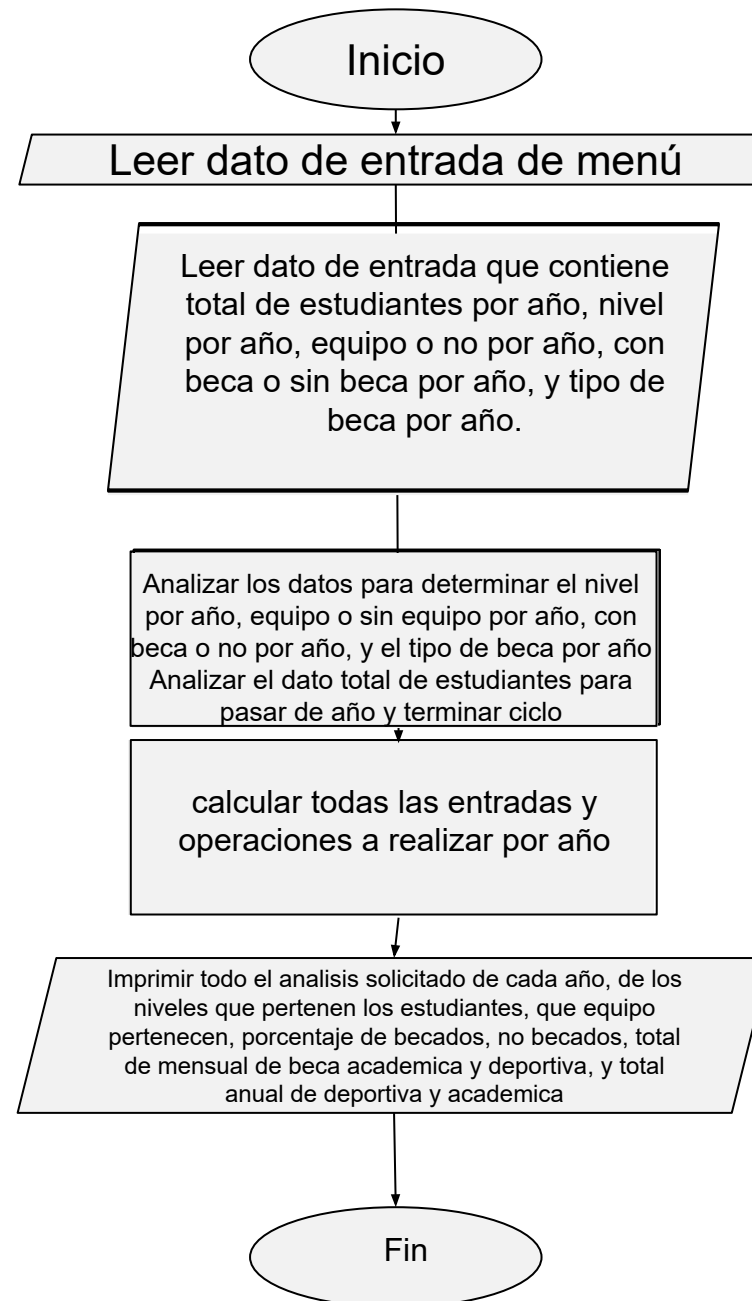 Inicio
Leer dato de entrada de menú
Leer dato de entrada que contiene
total de estudiantes por año, nivel
por año, equipo o no por año, con
beca o sin beca por año, y tipo de
beca por año.
Analizar los datos para determinar el nivel
por año, equipo o sin equipo por año, con
beca o no por año, y el tipo de beca por año
Analizar el dato total de estudiantes para
pasar de año y terminar ciclo
calcular todas las entradas y
operaciones a realizar por año
Imprimir todo el analisis solicitado de cada año, de los
niveles que pertenen los estudiantes, que equipo
pertenecen, porcentaje de becados, no becados, total
de mensual de beca academica y deportiva, y total
anual de deportiva y academica
Fin